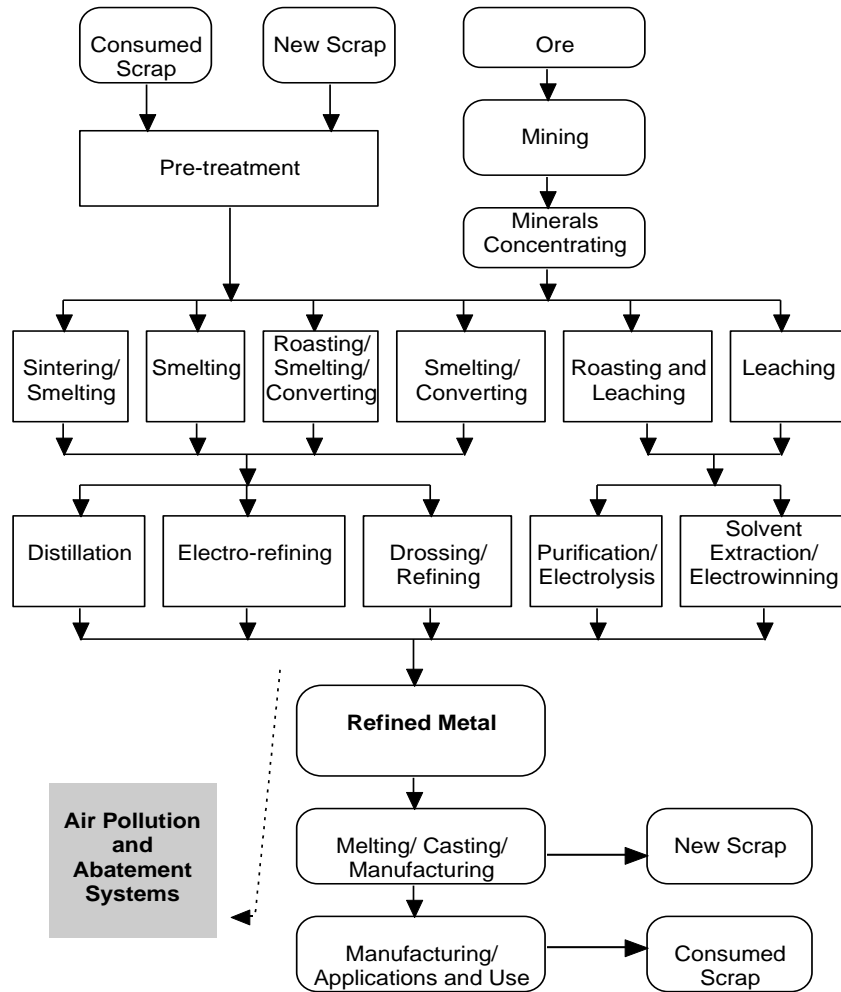 Consumed
Scrap
New Scrap
Ore
Pre-treatment
Mining
Minerals
Concentrating
Sintering/
Smelting
Smelting
Roasting/
Smelting/
Converting
Smelting/
Converting
Roasting and
Leaching
Leaching
Distillation
Electro-refining
Drossing/
Refining
Purification/
Electrolysis
Solvent
Extraction/
Electrowinning
Refined Metal
Air Pollution
and
Abatement
Systems
Melting/ Casting/
Manufacturing
New Scrap
Manufacturing/
Applications and Use
Consumed
Scrap